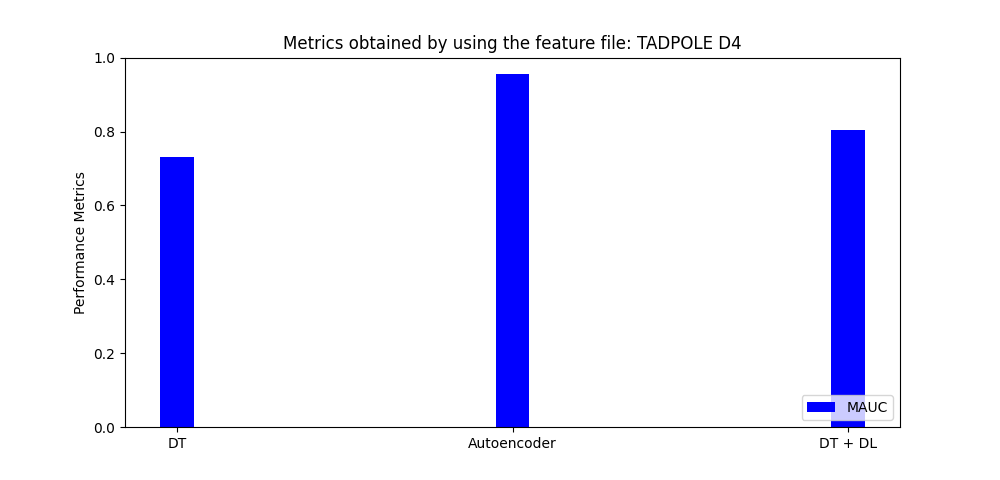 Metrics obtained by using the feature file: TADPOLE D4
Performance Metrics
1.0
0.8
0.6
0.4
0.2
0.0
MAUC
DT
Autoencoder
DT + DL